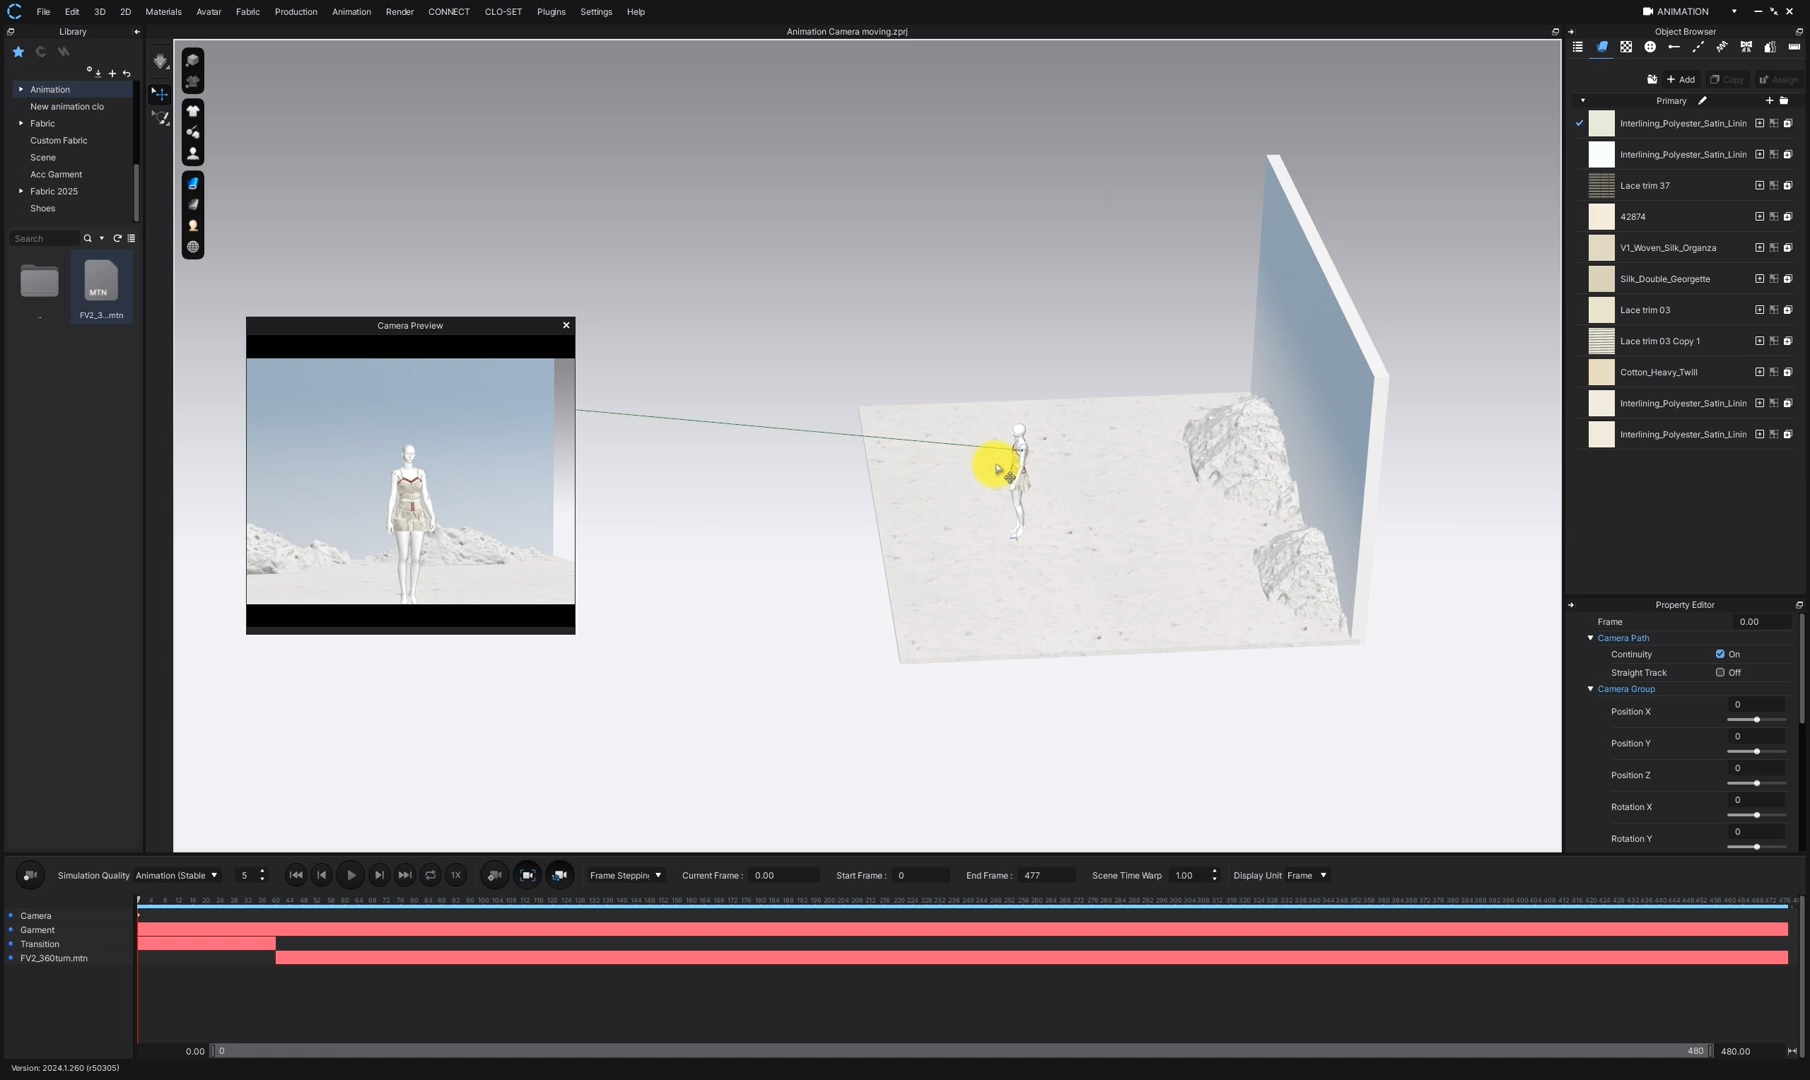 File Edit 3D 2D Materials Avatar Fabric Production Animation Render CONNECT CLO-SET Plugins Settings Help
ANIMATION
Library
Animation Camera moving.zprj
Object Browser
Animation
New animation clo
Fabric
Custom Fabric
Scene
Acc Garment
Fabric 2025
Shoes
Search
MTN
..
FV2_3...mtn
Camera Preview
Add
Copy
Assign
Primary
Interlining_Polyester_Satin_Linin
Interlining_Polyester_Satin_Linin
Lace trim 37
42874
V1_Woven_Silk_Organza
Silk_Double_Georgette
Lace trim 03
Lace trim 03 Copy 1
Cotton_Heavy_Twill
Interlining_Polyester_Satin_Linin
Interlining_Polyester_Satin_Linin
Property Editor
Frame 0.00
Camera Path
Continuity On
Straight Track Off
Camera Group
Position X 0
Position Y 0
Position Z 0
Rotation X 0
Rotation Y 0
Simulation Quality Animation (Stable 5 1X Frame Stepping Current Frame : 0.00 Start Frame : 0 End Frame : 477 Scene Time Warp 1.00 Display Unit Frame
Camera
Garment
Transition
FV2_360turn.mtn
0.00 0 480 480.00
Version: 2024.1.260 (r50305)